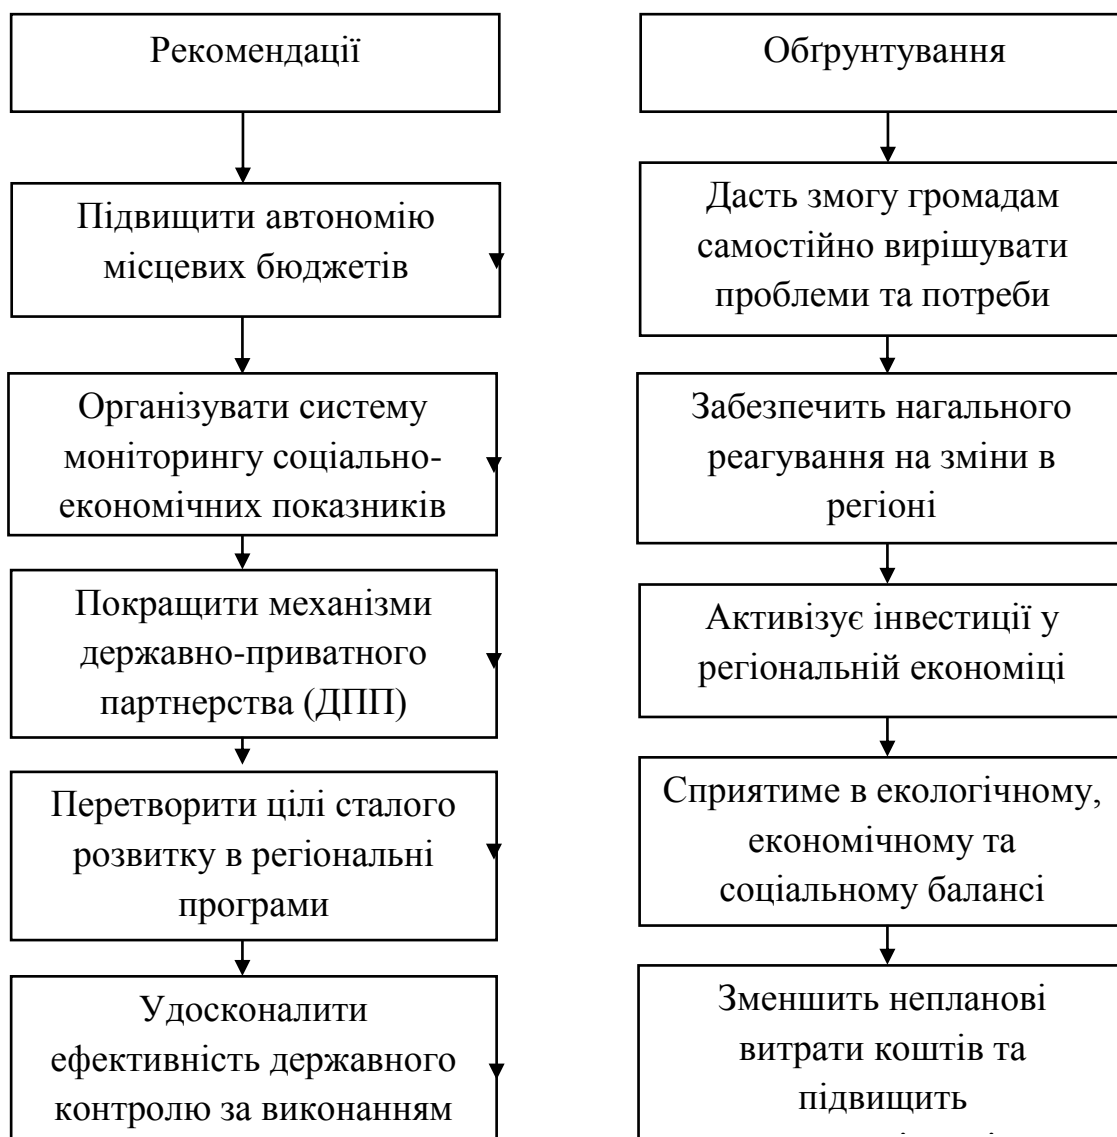 Рекомендації
Підвищити автономію
місцевих бюджетів
Організувати систему
моніторингу соціально-
економічних показників
Покращити механізми
державно-приватного
партнерства (ДПП)
Перетворити цілі сталого
розвитку в регіональні
програми
Удосконалити
ефективність державного
контролю за виконанням
Обґрунтування
Дасть змогу громадам
самостійно вирішувати
проблеми та потреби
Забезпечить нагального
реагування на зміни в
регіоні
Активізує інвестиції у
регіональній економіці
Сприятиме в екологічному,
економічному та
соціальному балансі
Зменшить непланові
витрати коштів та
підвищить